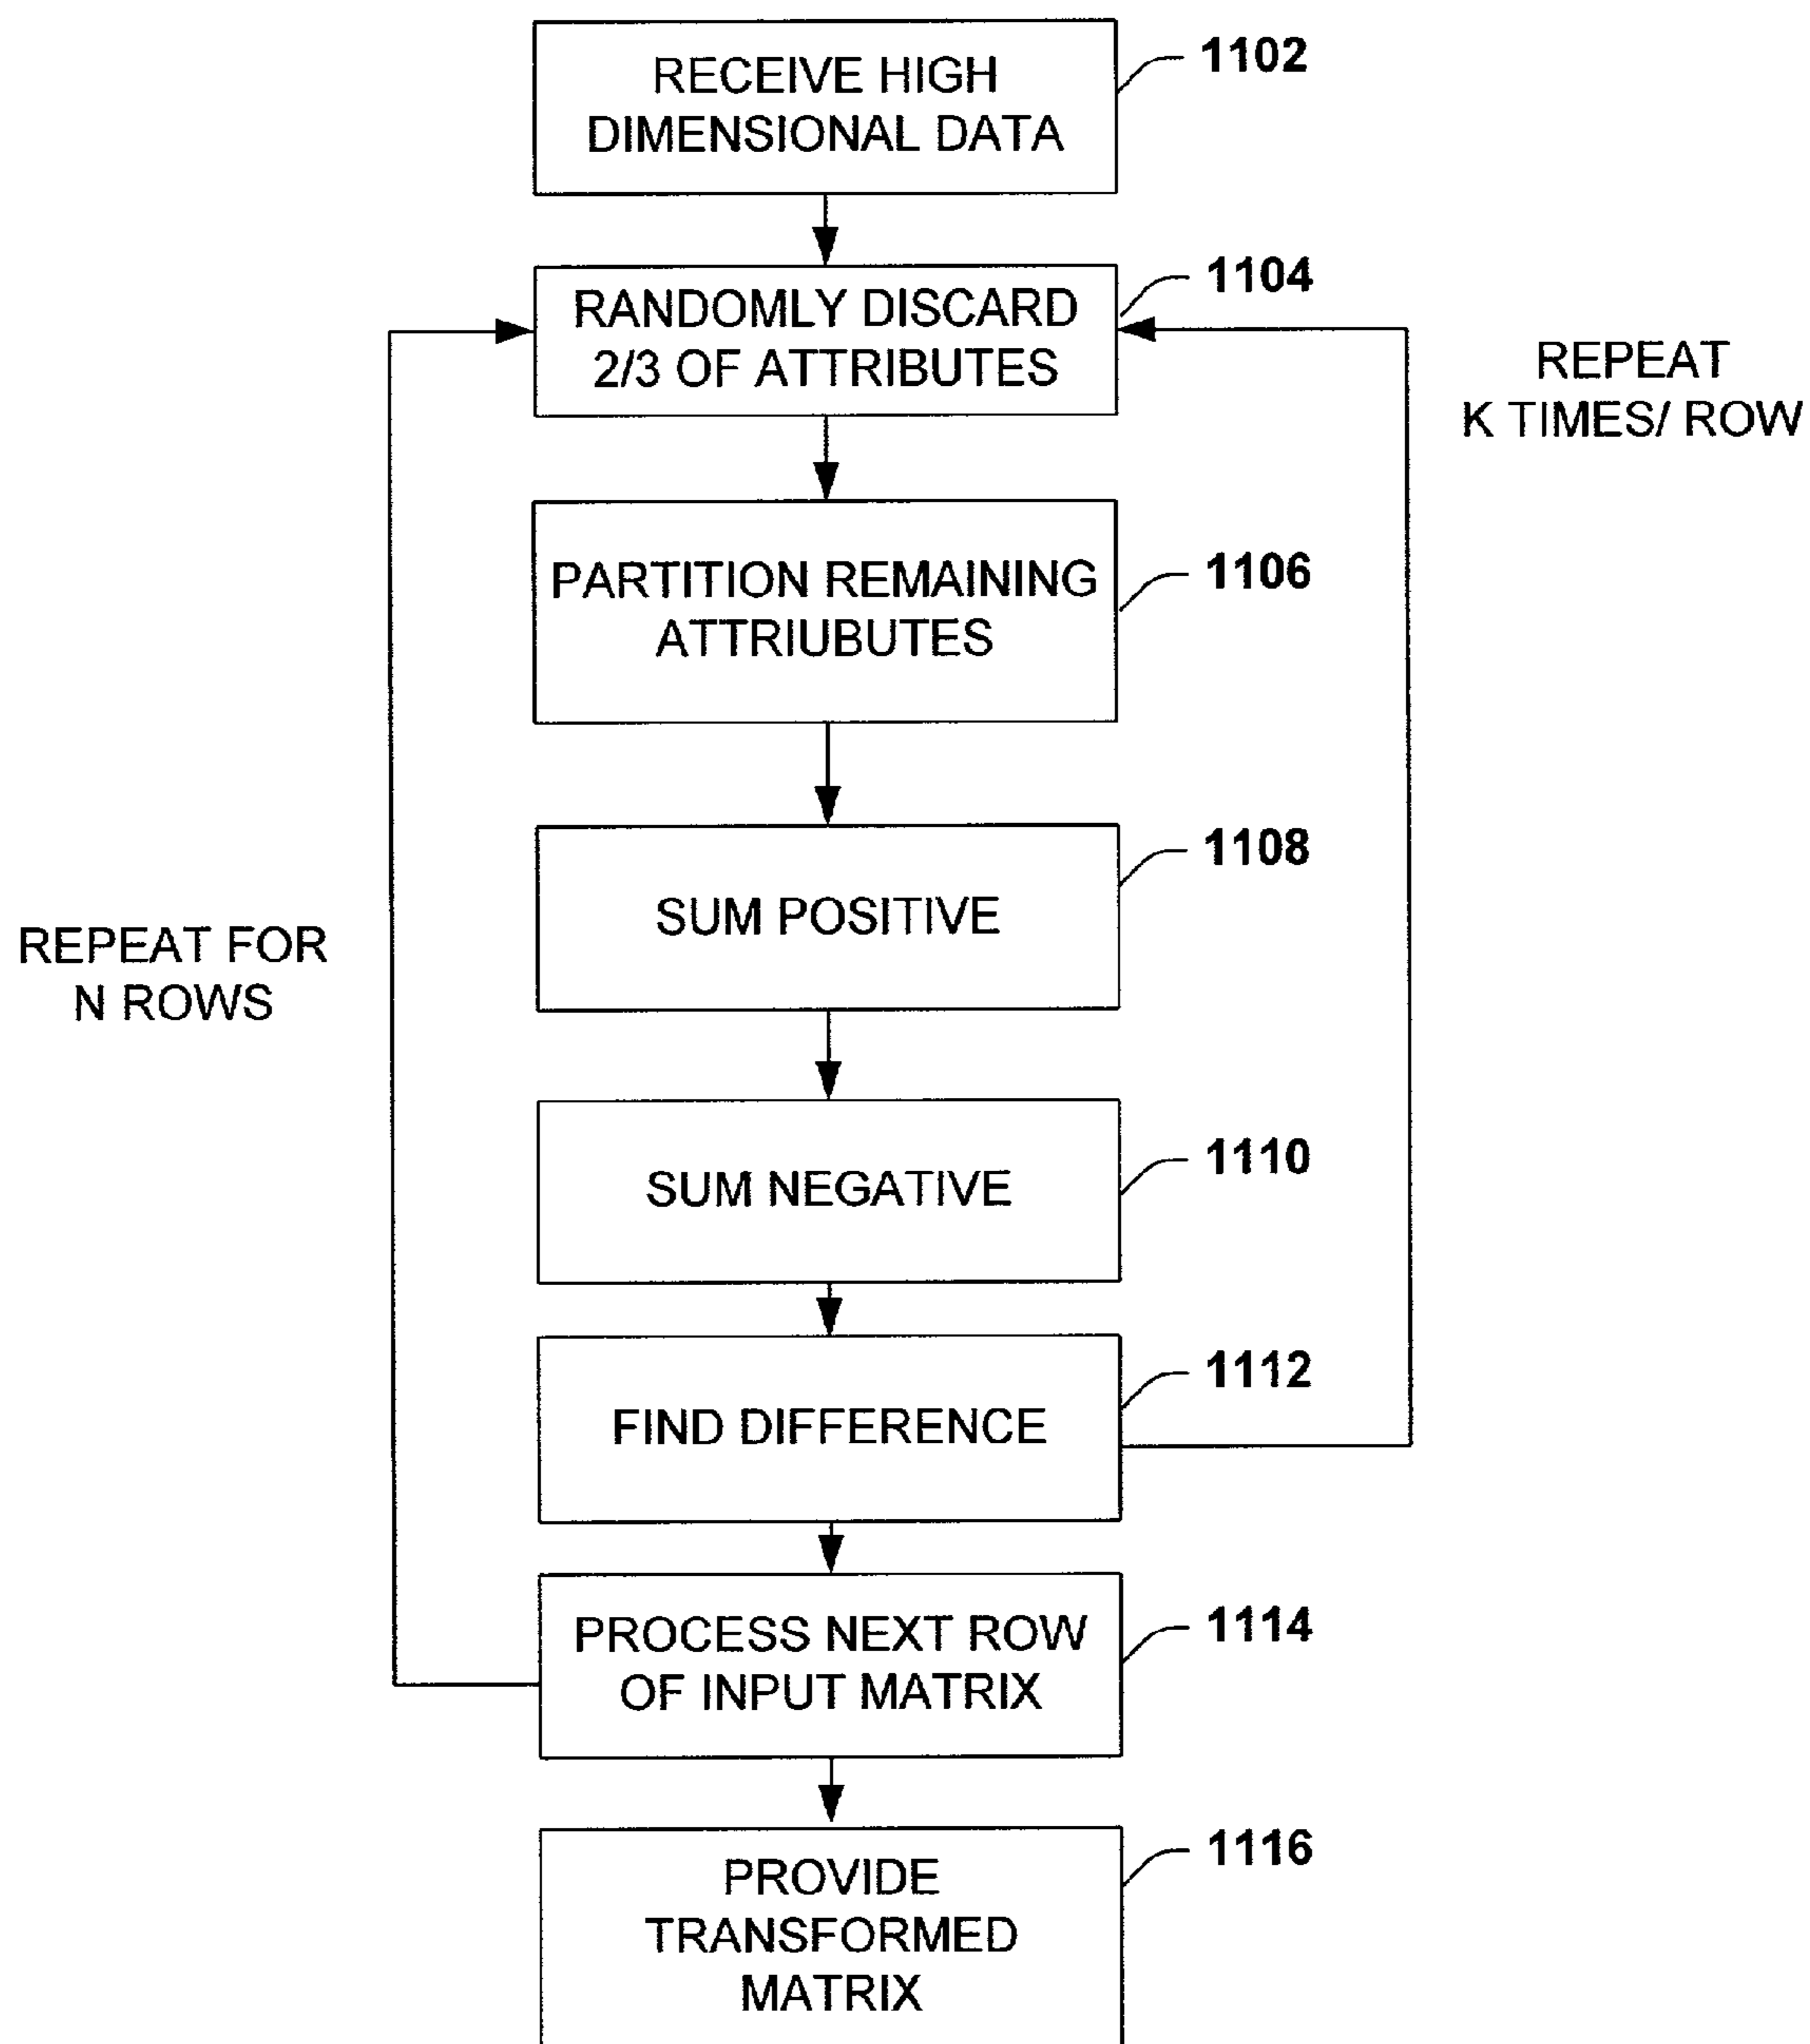 RECEIVE HIGH
DIMENSIONAL DATA
1102
RANDOMLY DISCARD
2/3 OF ATTRIBUTES
1104
REPEAT
K TIMES/ ROW
PARTITION REMAINING
ATTRIUBUTES
1106
SUM POSITIVE
1108
REPEAT FOR
N ROWS
SUM NEGATIVE
1110
FIND DIFFERENCE
1112
PROCESS NEXT ROW
OF INPUT MATRIX
1114
PROVIDE
TRANSFORMED
MATRIX
1116